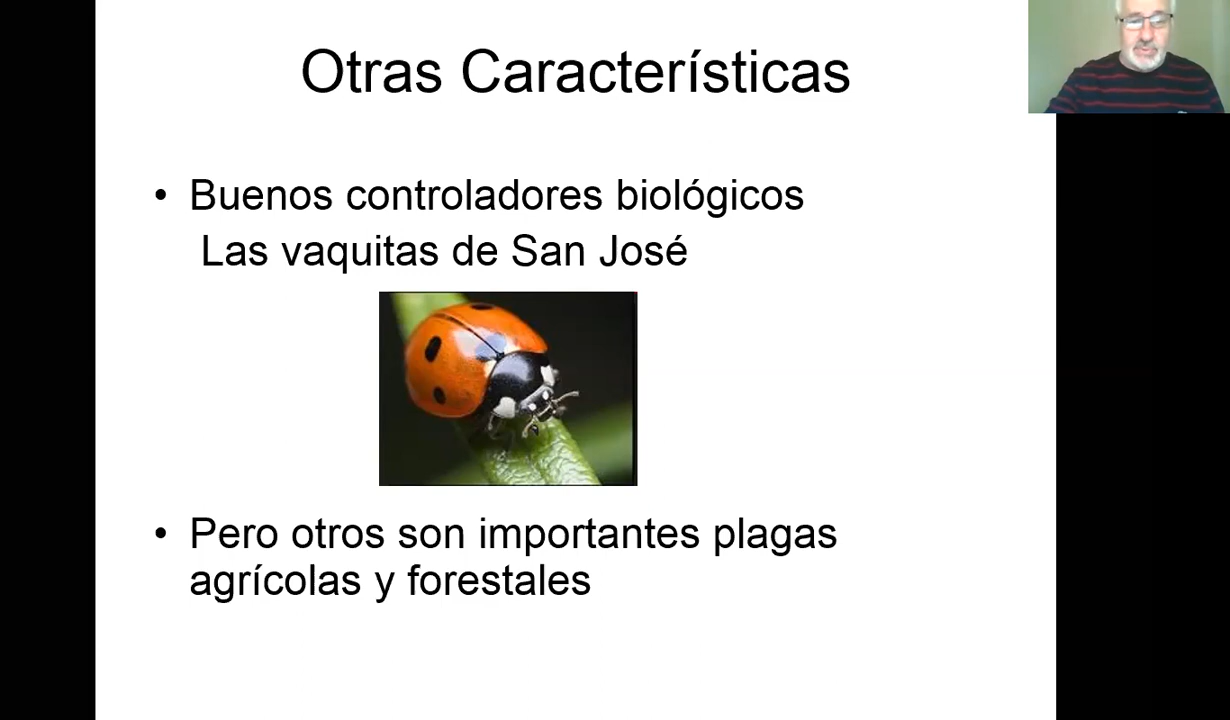 Otras Características
• Buenos controladores biológicos
Las vaquitas de San José
• Pero otros son importantes plagas
agrícolas y forestales